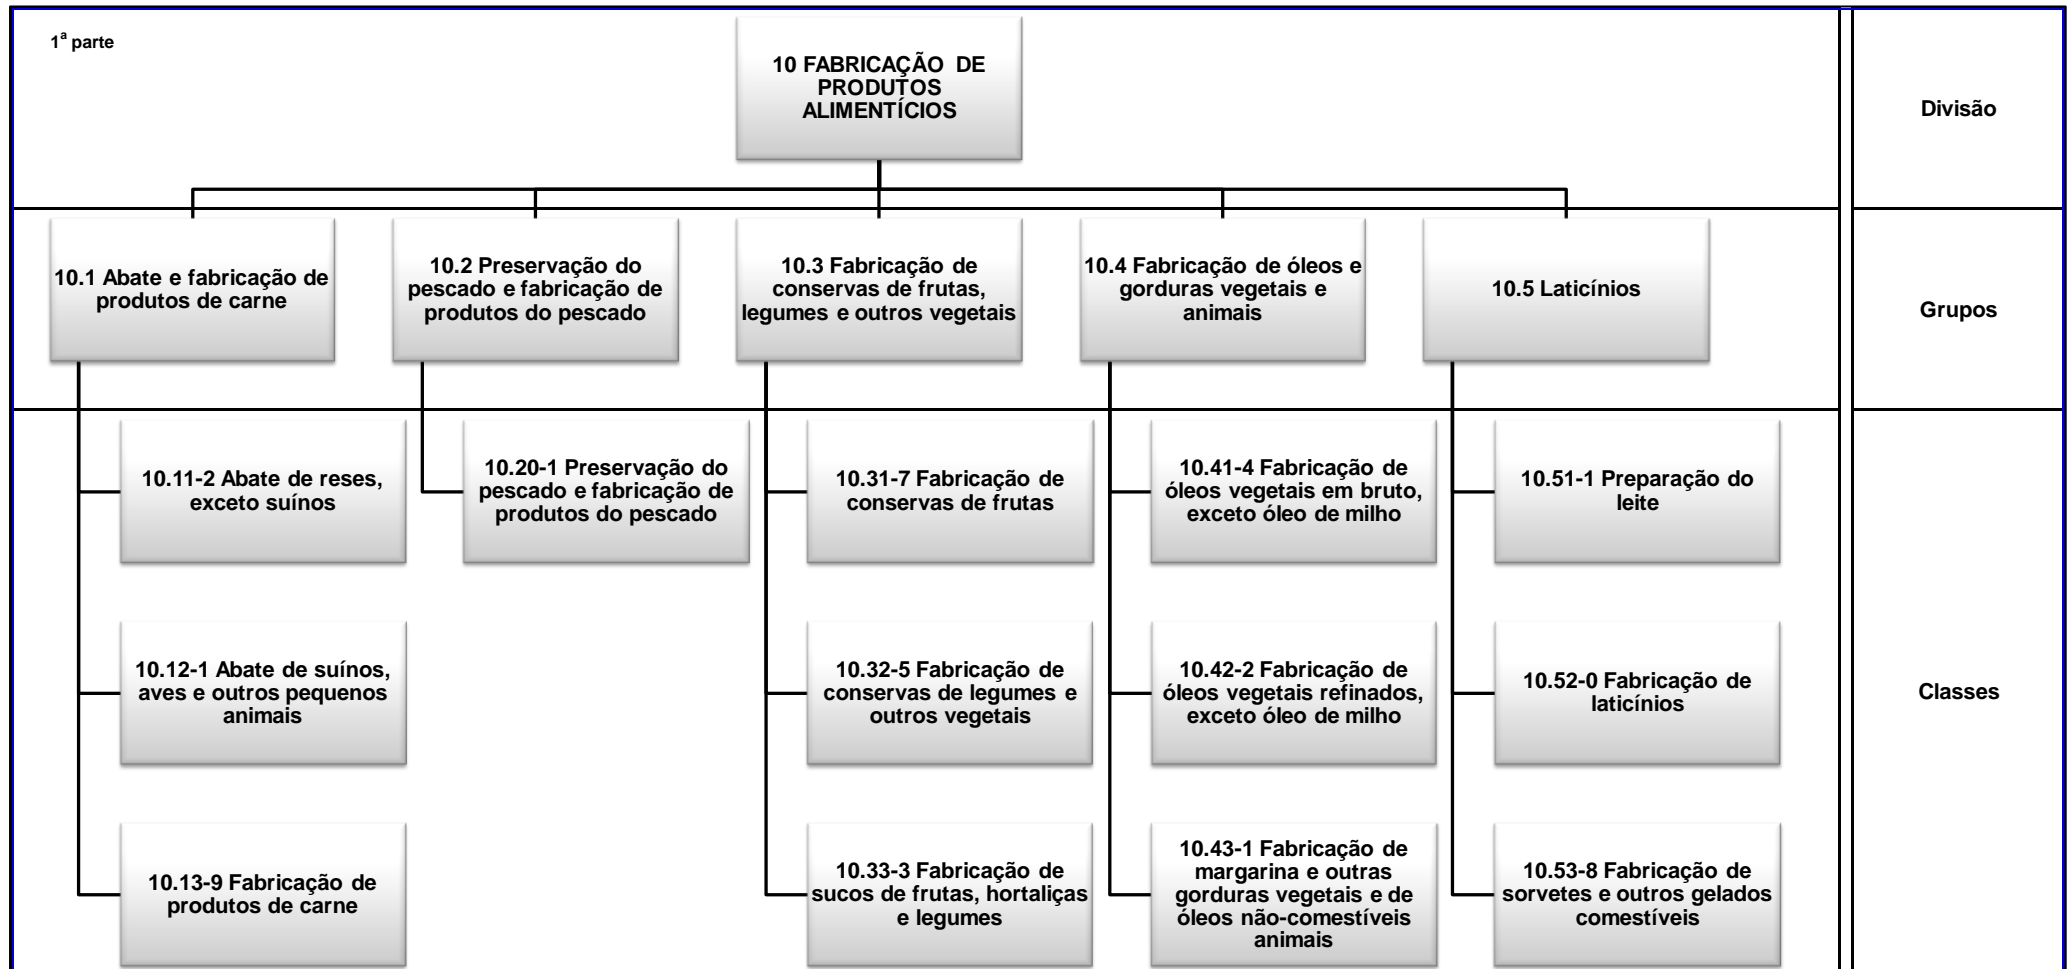 1ª parte
10 FABRICAÇÃO DE
PRODUTOS
ALIMENTÍCIOS
Divisão
10.1 Abate e fabricação de
produtos de carne
10.2 Preservação do
pescado e fabricação de
produtos do pescado
10.3 Fabricação de
conservas de frutas,
legumes e outros vegetais
10.4 Fabricação de óleos e
gorduras vegetais e
animais
10.5 Laticínios
Grupos
10.11-2 Abate de reses,
exceto suínos
10.20-1 Preservação do
pescado e fabricação de
produtos do pescado
10.31-7 Fabricação de
conservas de frutas
10.41-4 Fabricação de
óleos vegetais em bruto,
exceto óleo de milho
10.51-1 Preparação do
leite
10.12-1 Abate de suínos,
aves e outros pequenos
animais
10.32-5 Fabricação de
conservas de legumes e
outros vegetais
10.42-2 Fabricação de
óleos vegetais refinados,
exceto óleo de milho
10.52-0 Fabricação de
laticínios
Classes
10.13-9 Fabricação de
produtos de carne
10.33-3 Fabricação de
sucos de frutas, hortaliças
e legumes
10.43-1 Fabricação de
margarina e outras
gorduras vegetais e de
óleos não-comestíveis
animais
10.53-8 Fabricação de
sorvetes e outros gelados
comestíveis